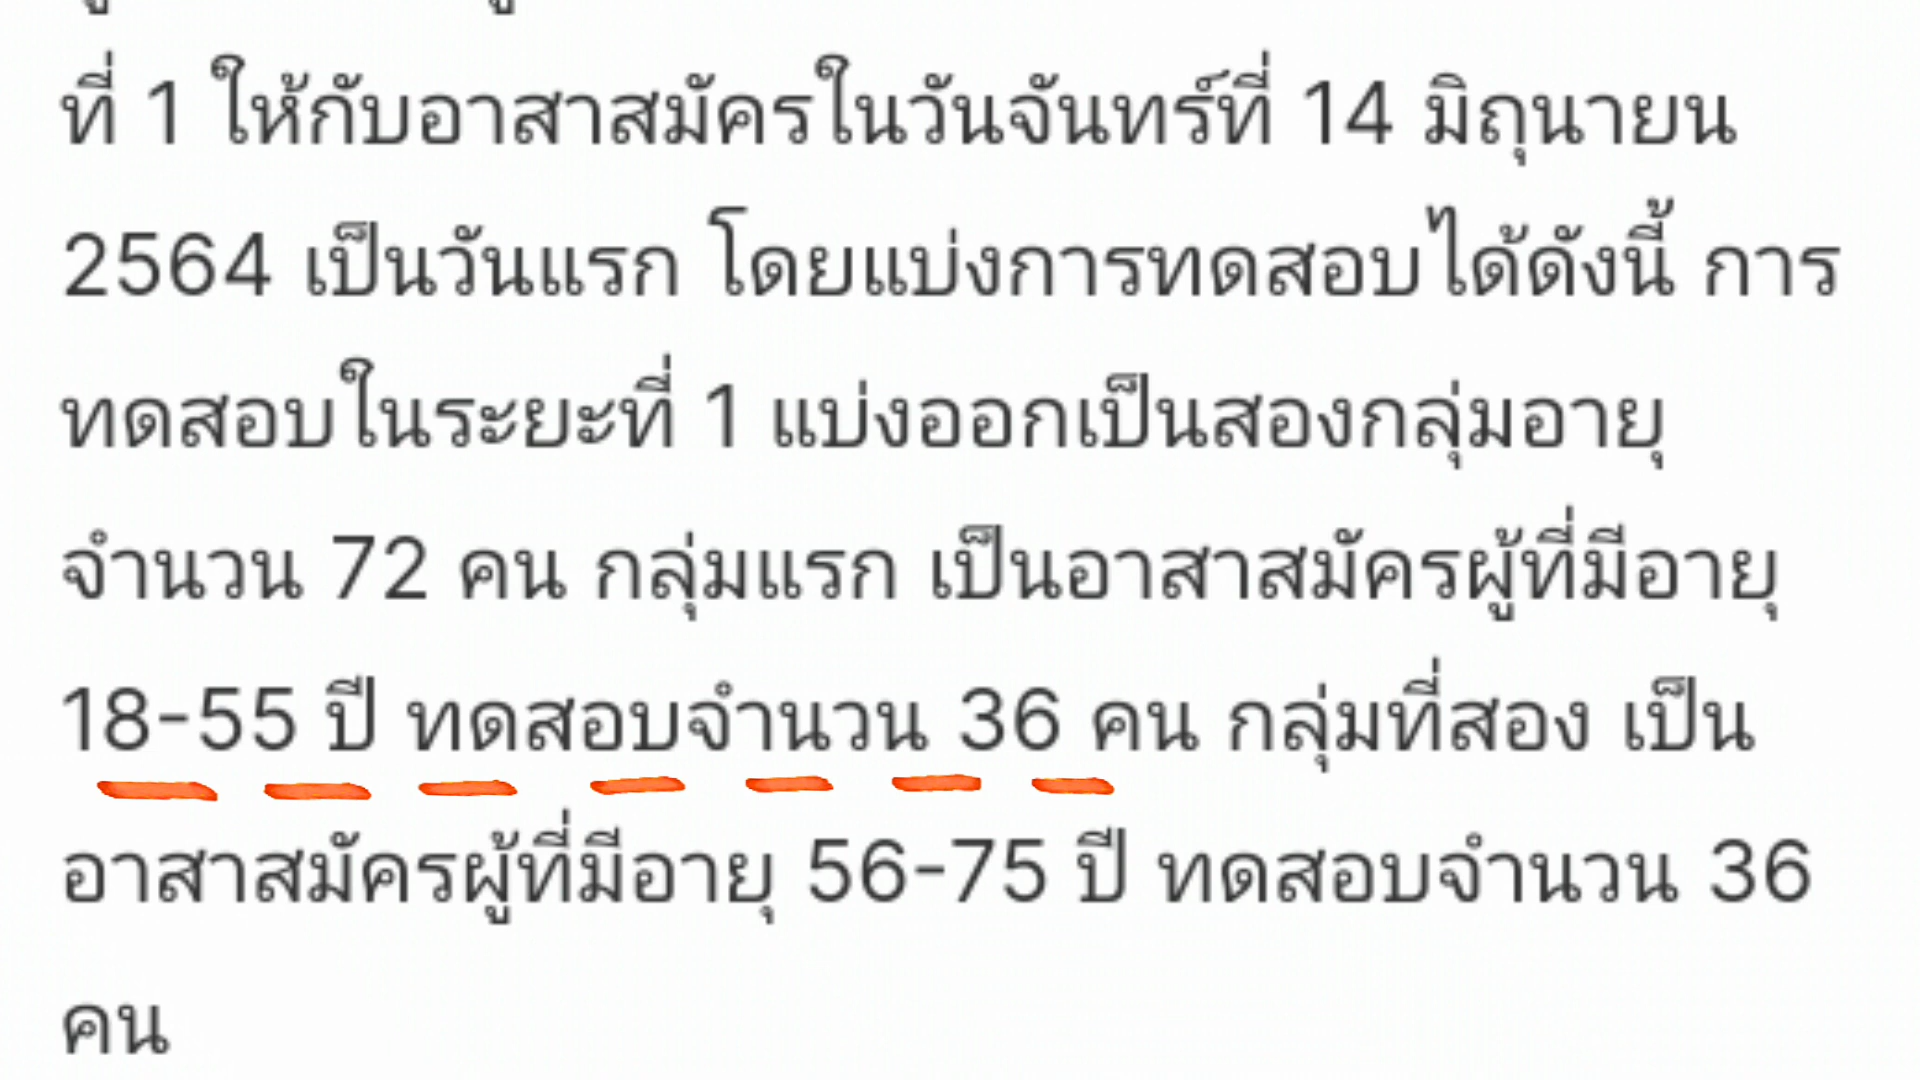 ที่ 1 ให้กับอาสาสมัครในวันจันทร์ที่ 14 มิถุนายน
2564 เป็นวันแรก โดยแบ่งการทดสอบได้ดังนี้ การ
ทดสอบในระยะที่ 1 แบ่งออกเป็นสองกลุ่มอายุ
จำนวน 72 คน กลุ่มแรก เป็นอาสาสมัครผู้ที่มีอายุ
18-55 ปี ทดสอบจำนวน 36 คน กลุ่มที่สอง เป็น
อาสาสมัครผู้ที่มีอายุ 56-75 ปี ทดสอบจำนวน 36
คน